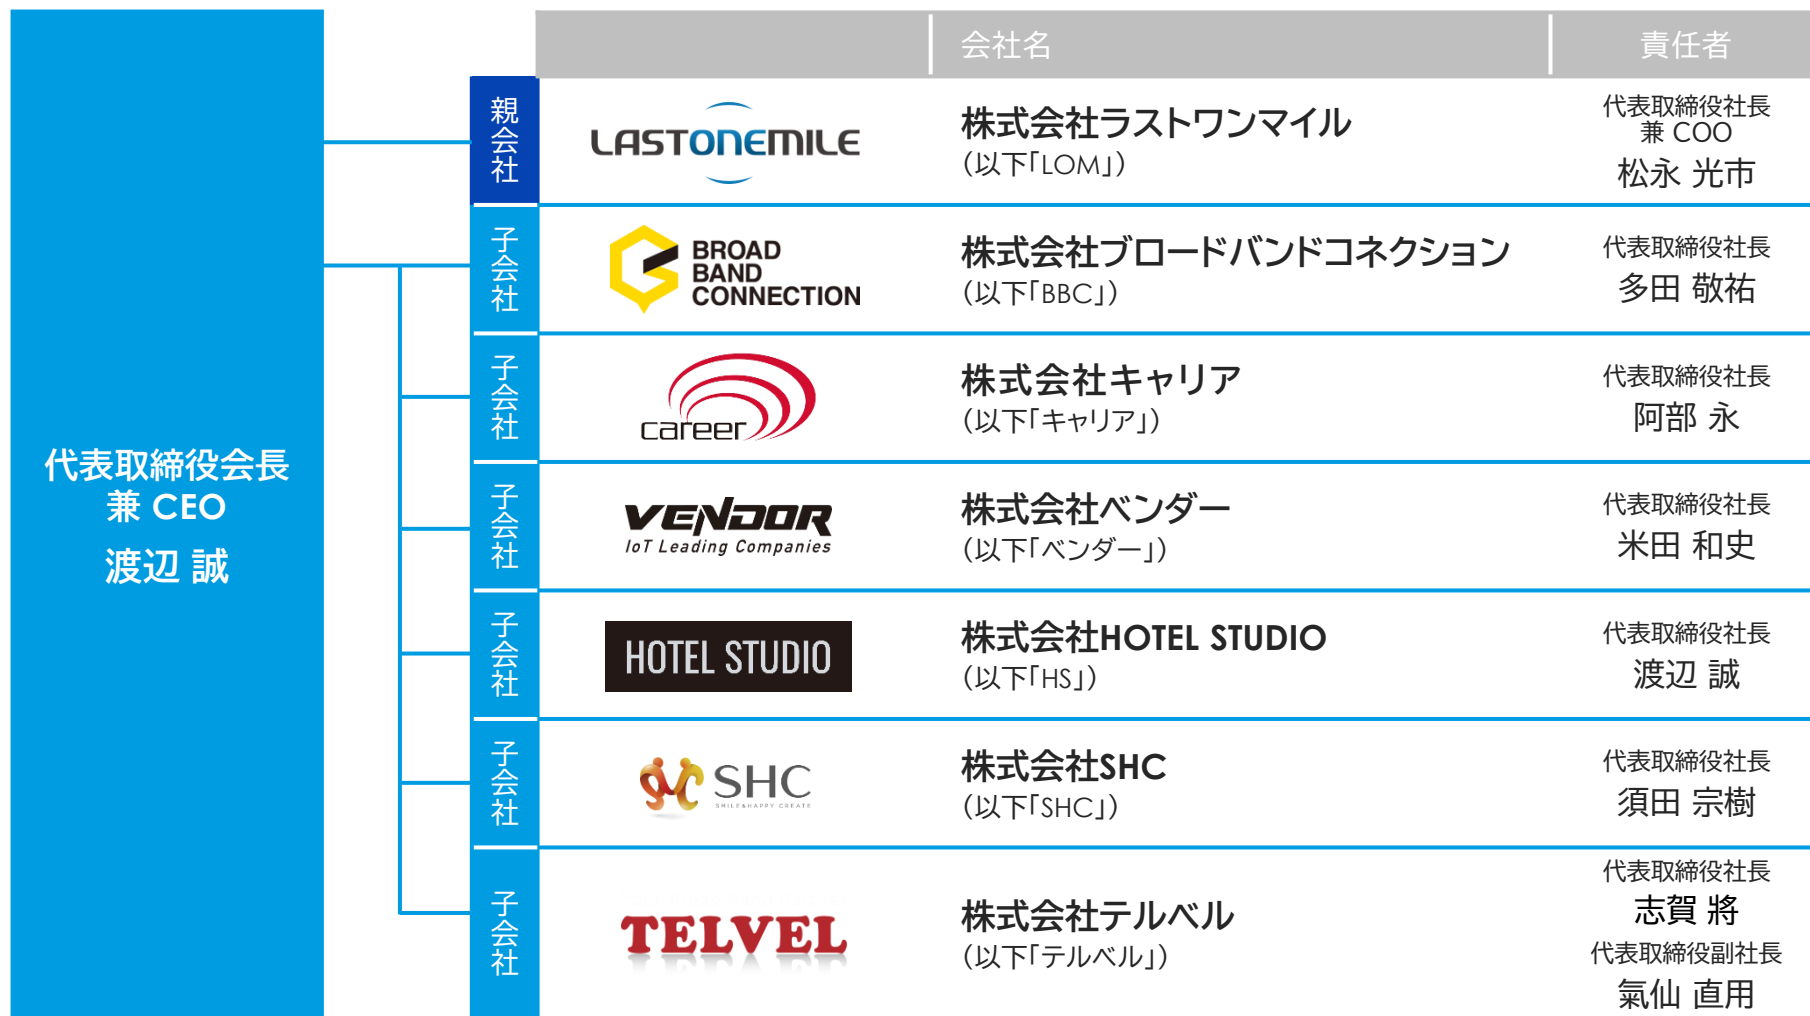 代表取締役会長
兼 CEO
渡辺 誠
会社名
責任者
親会社
LASTONEMILE
株式会社ラストワンマイル
(以下「LOM」)
代表取締役社長
兼 COO
松永 光市
子会社
BROAD
BAND
CONNECTION
株式会社ブロードバンドコネクション
(以下「BBC」)
代表取締役社長
多田 敬祐
子会社
career
株式会社キャリア
(以下「キャリア」)
代表取締役社長
阿部 永
子会社
VENDOR
IoT Leading Companies
株式会社ベンダー
(以下「ベンダー」)
代表取締役社長
米田 和史
子会社
HOTEL STUDIO
株式会社HOTEL STUDIO
(以下「HS」)
代表取締役社長
渡辺 誠
子会社
SHC
SMILE&HAPPY CREATE
株式会社SHC
(以下「SHC」)
代表取締役社長
須田 宗樹
子会社
TELVEL
株式会社テルベル
(以下「テルベル」)
代表取締役社長
志賀 將
代表取締役副社長
氣仙 直用